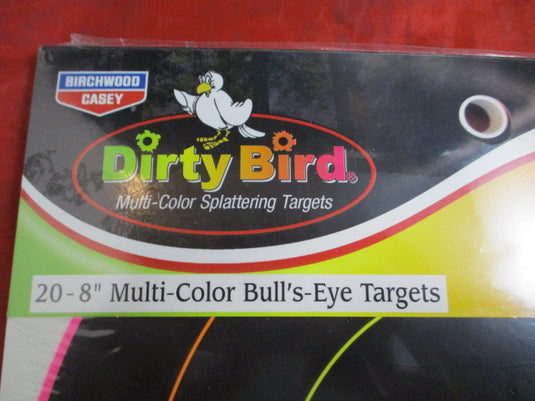 BIRCHWOOD
CASEY
Dirty Bird®
Multi-Color Splattering Targets
20-8" Multi-Color Bull's-Eye Targets